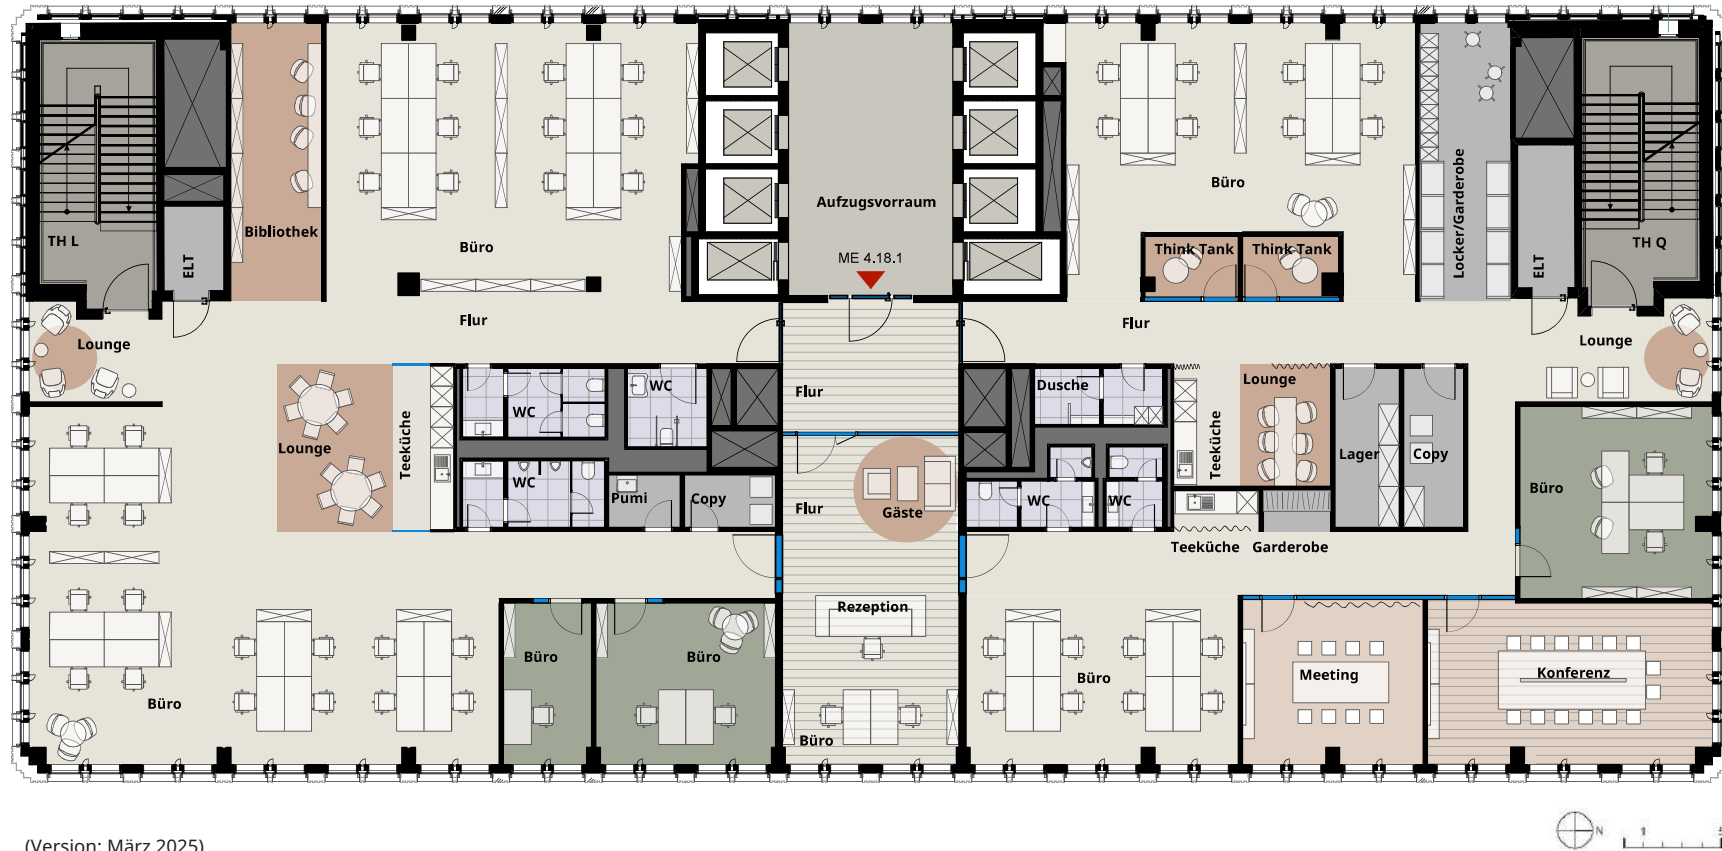 Aufzugsvorraum
ME 4.18.1
TH L
ELT
Bibliothek
Büro
Büro
Think Tank
Think Tank
Locker/Garderobe
ELT
TH Q
Flur
Flur
Lounge
Lounge
Lounge
Teeküche
WC
WC
Flur
Dusche
Teeküche
Lounge
Lager
Copy
WC
Pumi
Copy
Flur
Gäste
WC
WC
Büro
Teeküche
Garderobe
Rezeption
Büro
Büro
Büro
Büro
Büro
Meeting
Konferenz
(Version: März 2025)
N
1